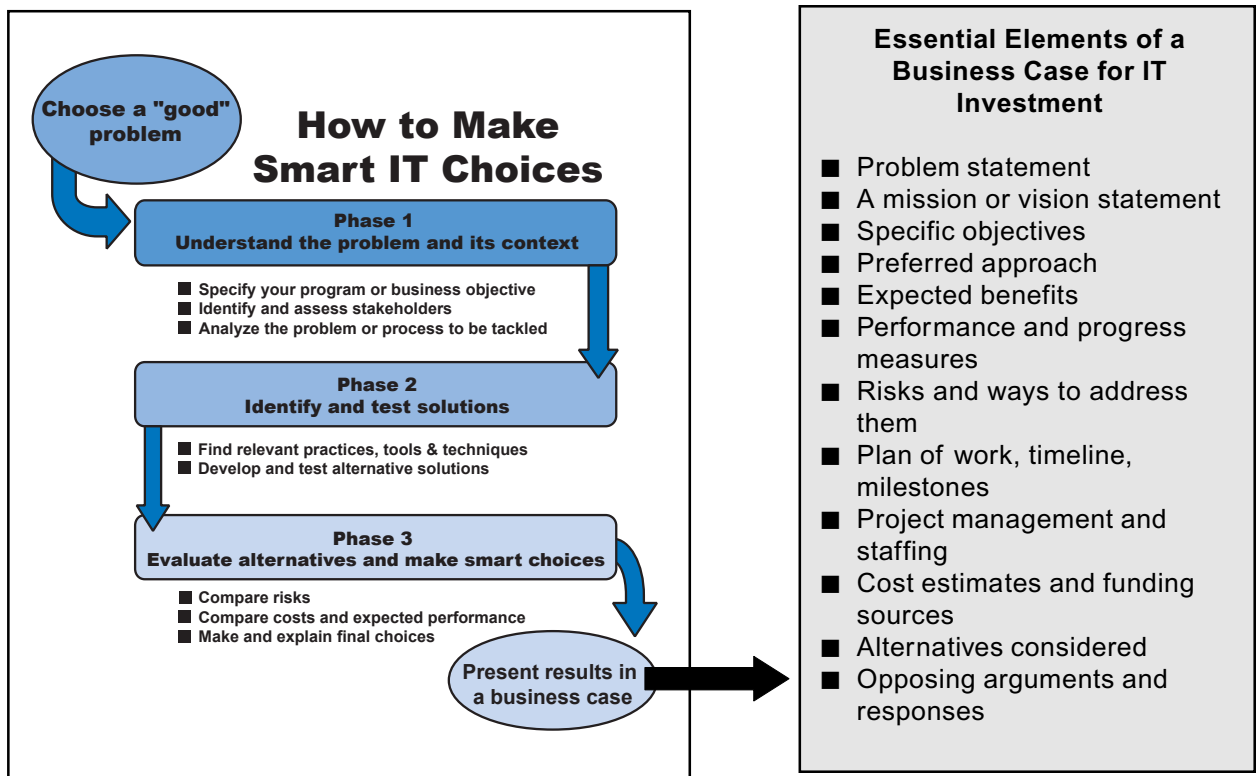 Choose a "good"
problem
How to Make
Smart IT Choices
Phase 1
Understand the problem and its context
■ Specify your program or business objective
■ Identify and assess stakeholders
■ Analyze the problem or process to be tackled
Phase 2
Identify and test solutions
■ Find relevant practices, tools & techniques
■ Develop and test alternative solutions
Phase 3
Evaluate alternatives and make smart choices
■ Compare risks
■ Compare costs and expected performance
■ Make and explain final choices
Present results in
a business case
Essential Elements of a
Business Case for IT
Investment
■ Problem statement
■ A mission or vision statement
■ Specific objectives
■ Preferred approach
■ Expected benefits
■ Performance and progress
measures
■ Risks and ways to address
them
■ Plan of work, timeline,
milestones
■ Project management and
staffing
■ Cost estimates and funding
sources
■ Alternatives considered
■ Opposing arguments and
responses